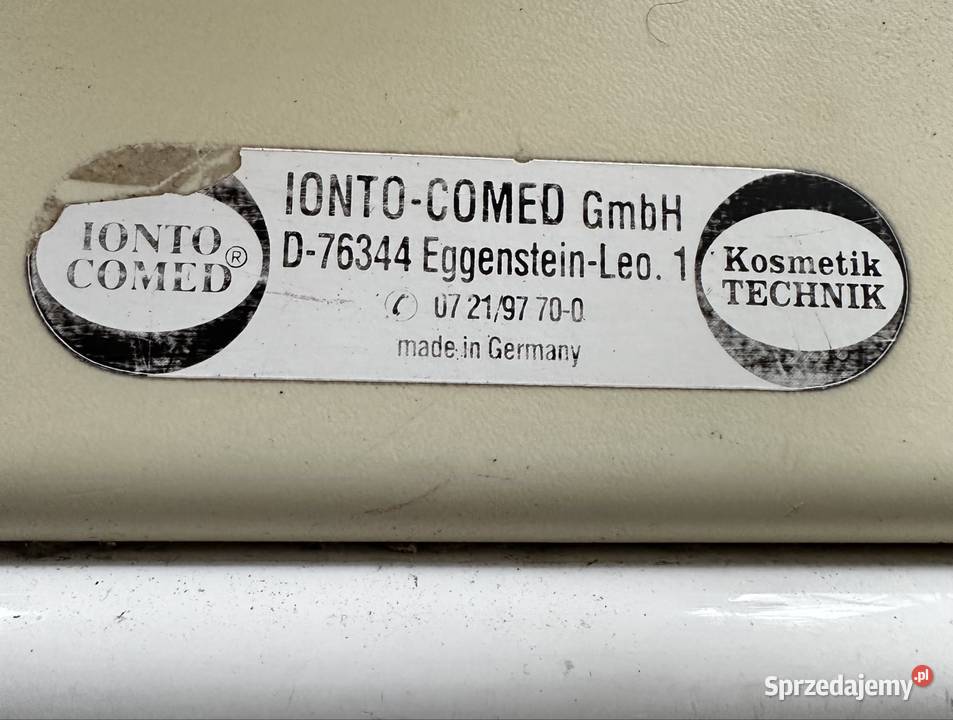 IONTO
COMED®
IONTO-COMED GmbH
D-76344 Eggenstein-Leo. 1
✆ 07 21/97 70-0
made in Germany
Kosmetik
TECHNIK
Sprzedajemy.pl